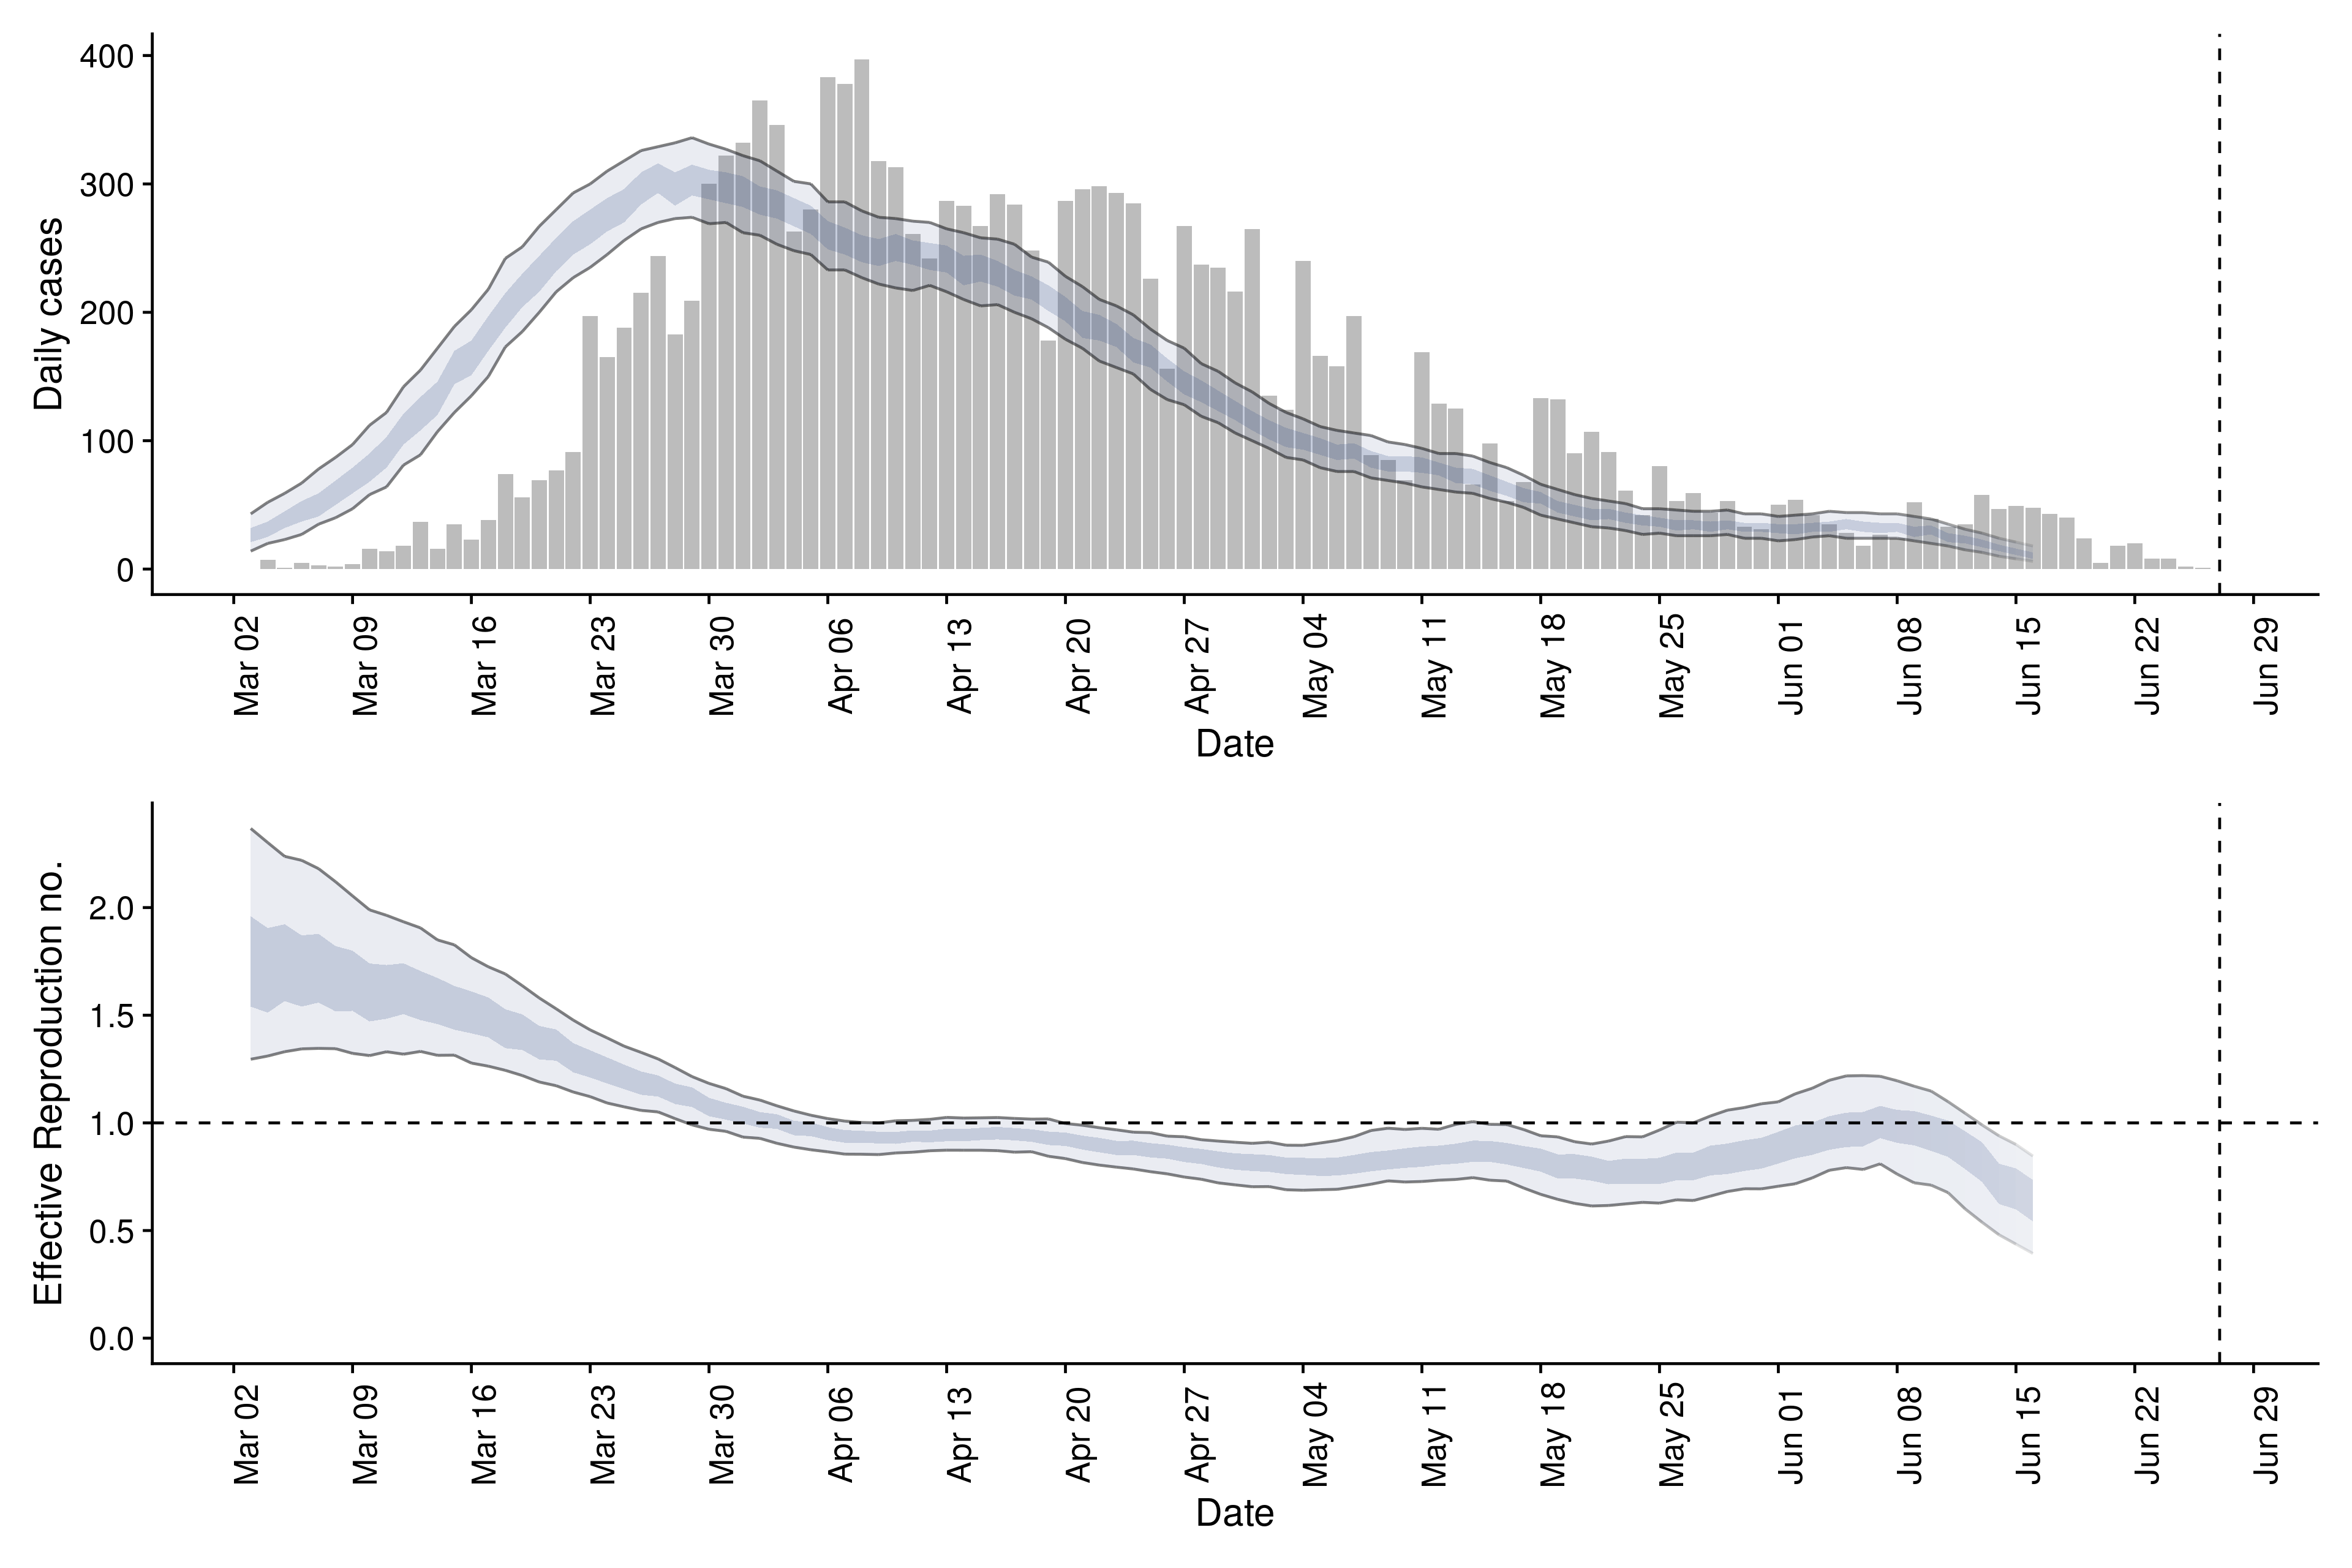 Daily cases
400
300
200
100
0
Mar 02
Mar 09
Mar 16
Mar 23
Mar 30
Apr 06
Apr 13
Apr 20
Apr 27
May 04
May 11
May 18
May 25
Jun 01
Jun 08
Jun 15
Jun 22
Jun 29
Date
Effective Reproduction no.
2.0
1.5
1.0
0.5
0.0
Mar 02
Mar 09
Mar 16
Mar 23
Mar 30
Apr 06
Apr 13
Apr 20
Apr 27
May 04
May 11
May 18
May 25
Jun 01
Jun 08
Jun 15
Jun 22
Jun 29
Date